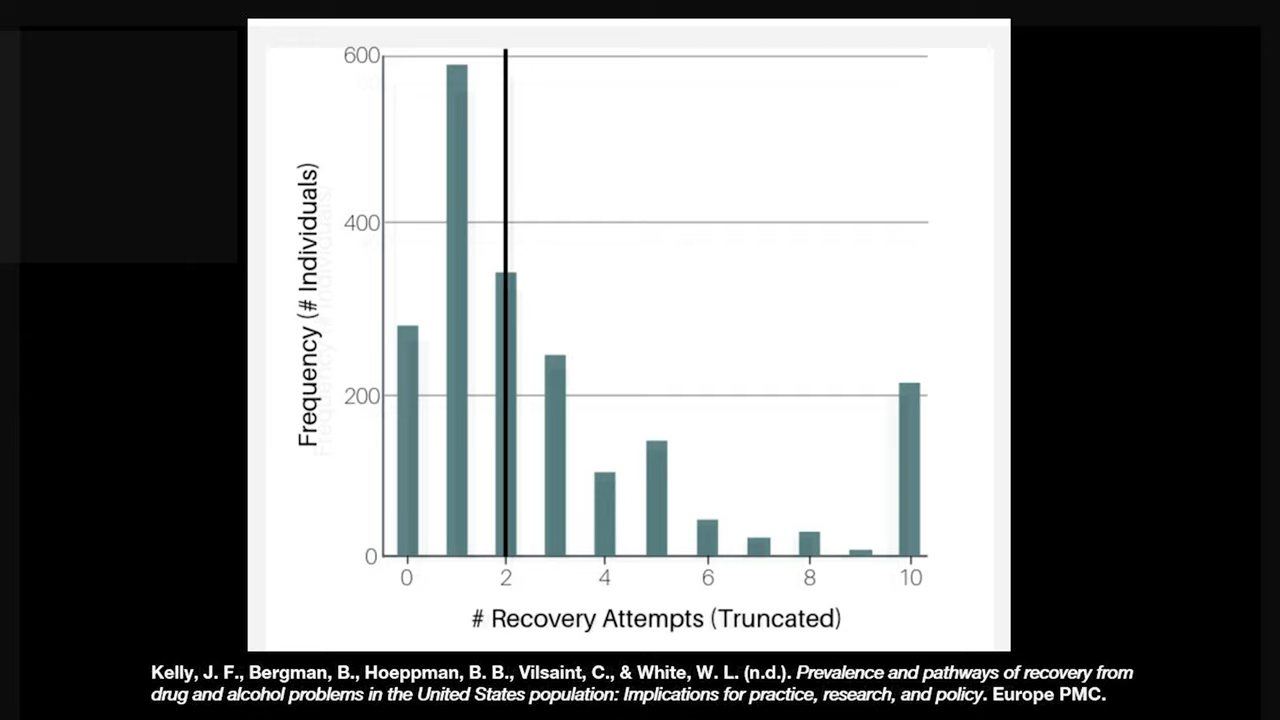 600
400
200
0
Frequency (# Individuals)
0 2 4 6 8 10
# Recovery Attempts (Truncated)
Kelly, J. F., Bergman, B., Hoeppman, B. B., Vilsaint, C., & White, W. L. (n.d.). Prevalence and pathways of recovery from
drug and alcohol problems in the United States population: Implications for practice, research, and policy. Europe PMC.